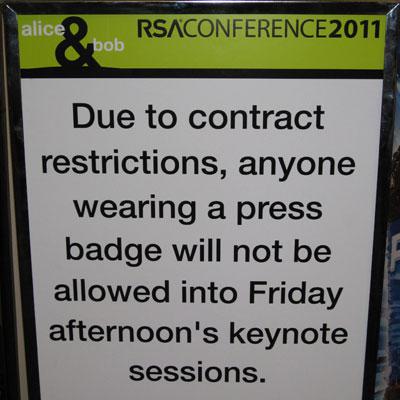 alice & bob
RSACONFERENCE2011
Due to contract
restrictions, anyone
wearing a press
badge will not be
allowed into Friday
afternoon's keynote
sessions.